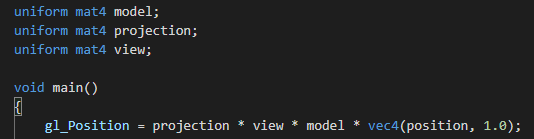 uniform mat4 model;
uniform mat4 projection;
uniform mat4 view;
void main()
{
gl_Position = projection * view * model * vec4(position, 1.0);